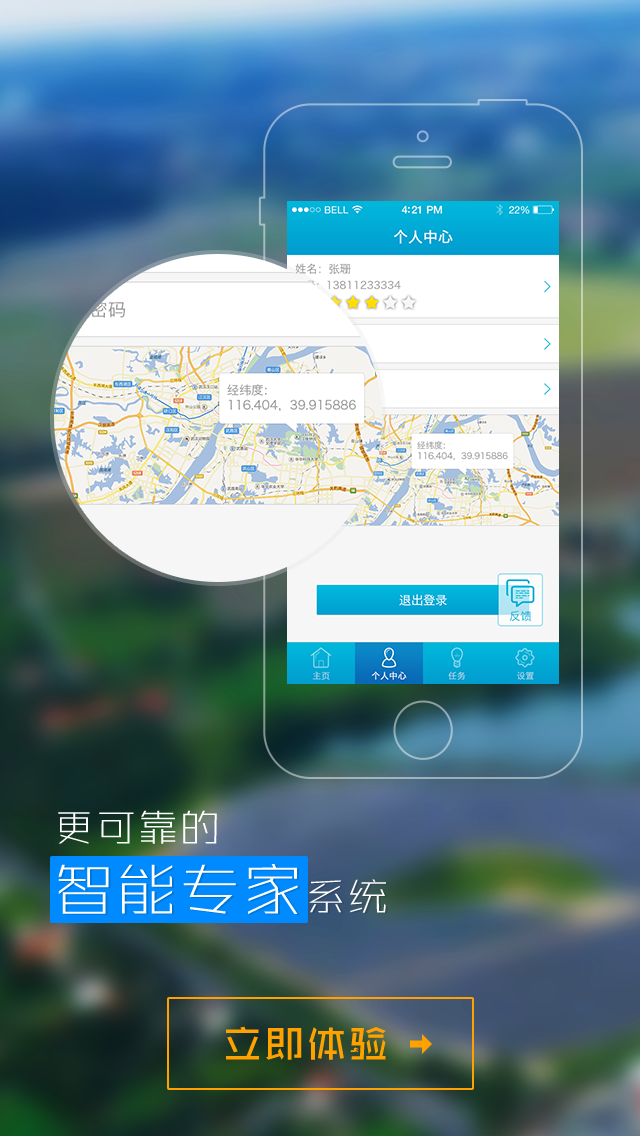 BELL 4:21 PM 22%
个人中心
姓名：张珊
13811233334
密码
经纬度：
116.404，39.915886
经纬度：
116.404，39.915886
退出登录
反馈
主页 个人中心 任务 设置
更可靠的
智能专家系统
立即体验